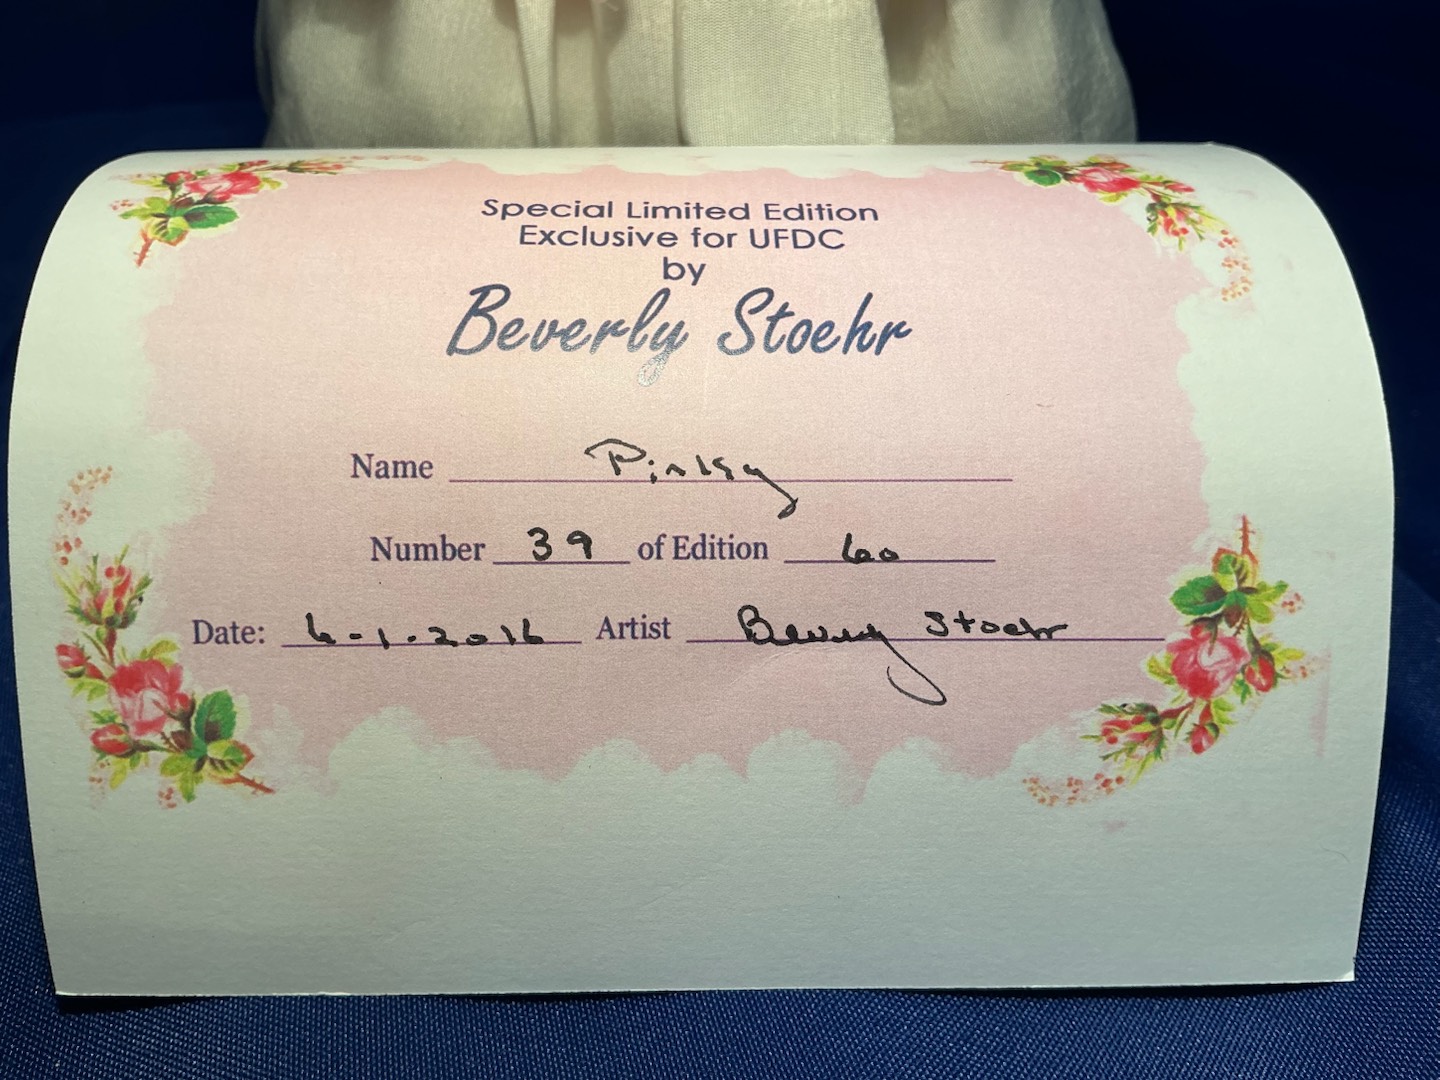 Special Limited Edition
Exclusive for UFDC
by
Beverly Stoehr
Name Pinky
Number 39 of Edition 60
Date: 6-1-2016 Artist Beverly Stoehr